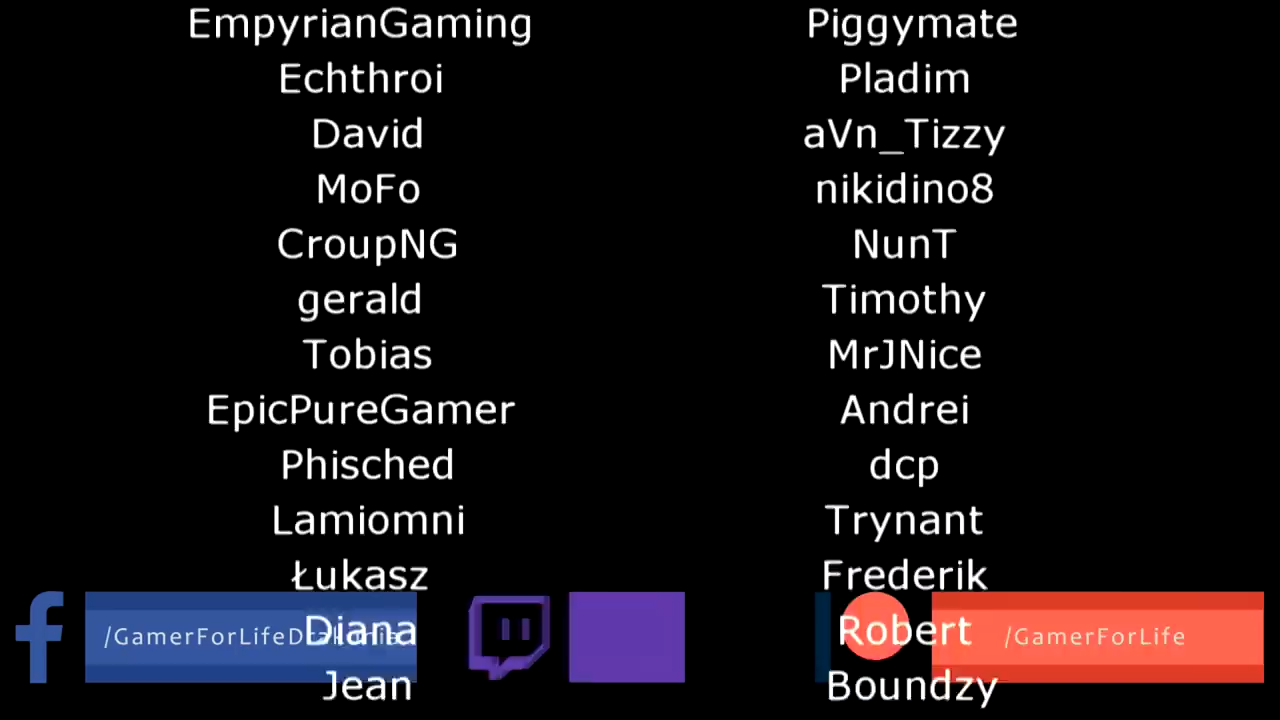 EmpyrianGaming
Echthroi
David
MoFo
CroupNG
gerald
Tobias
EpicPureGamer
Phisched
Lamiomni
Łukasz
Diana
Jean
Piggymate
Pladim
aVn_Tizzy
nikidino8
NunT
Timothy
MrJNice
Andrei
dcp
Trynant
Frederik
Robert
Boundzy
/GamerForLife